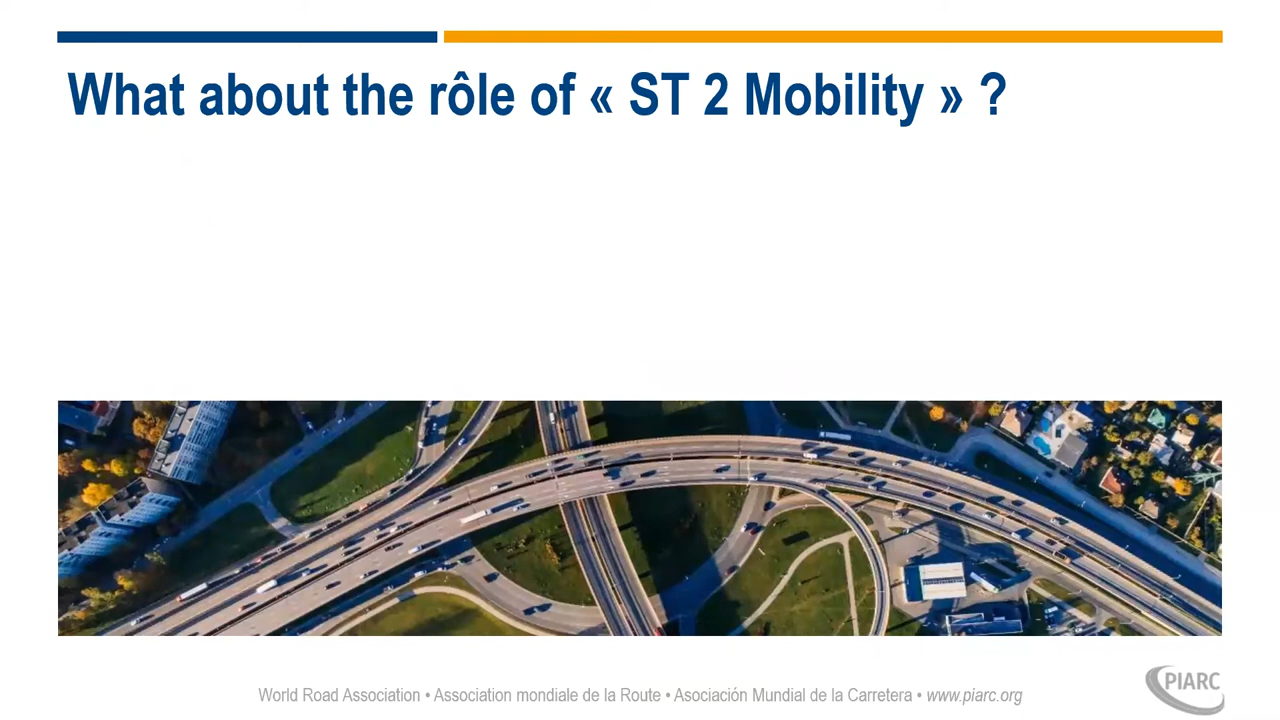 What about the rôle of « ST 2 Mobility » ?
World Road Association • Association mondiale de la Route • Asociación Mundial de la Carretera • www.piarc.org
PIARC